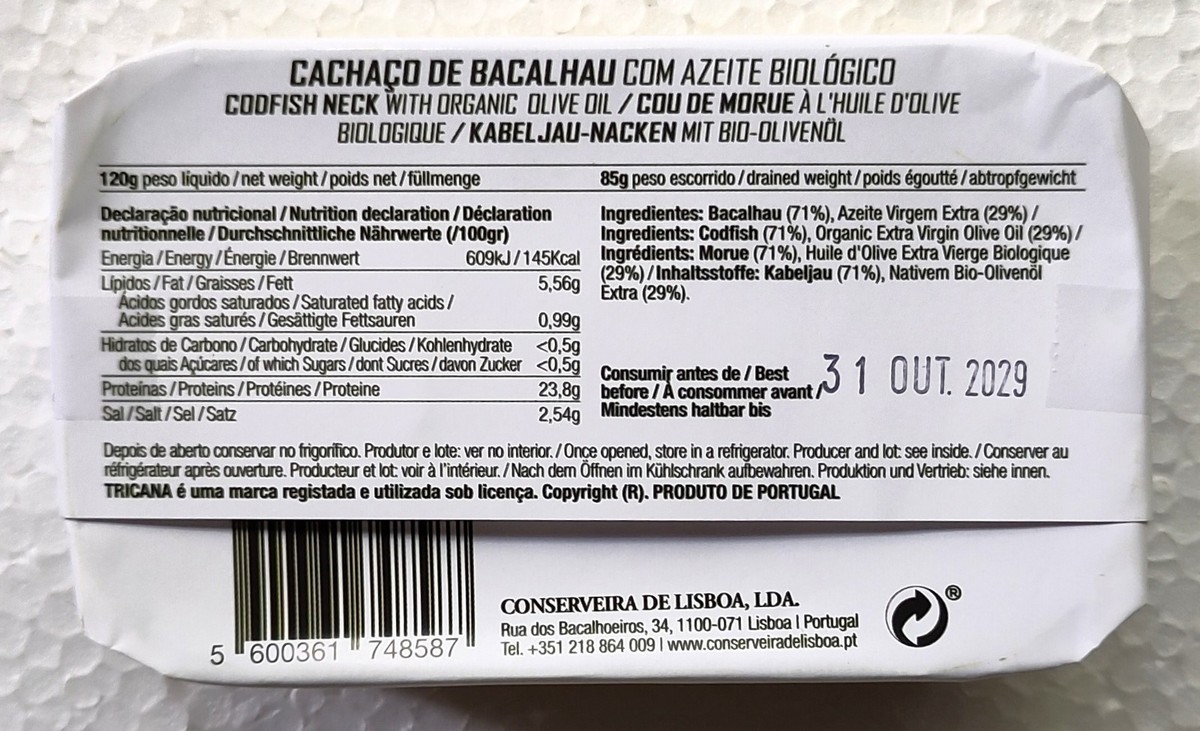 CACHAÇO DE BACALHAU COM AZEITE BIOLÓGICO
CODFISH NECK WITH ORGANIC OLIVE OIL / COU DE MORUE À L'HUILE D'OLIVE
BIOLOGIQUE / KABELJAU-NACKEN MIT BIO-OLIVENÖL
120g peso líquido / net weight / poids net / füllmenge
85g peso escorrido / drained weight / poids égoutté / abtropfgewicht
Declaração nutricional / Nutrition declaration / Déclaration
nutritionnelle / Durchschnittliche Nährwerte (/100gr)
Energia / Energy / Énergie / Brennwert 609kJ / 145Kcal
Lípidos / Fat / Graisses / Fett 5,56g
Ácidos gordos saturados / Saturated fatty acids /
Acides gras saturés / Gesättigte Fettsauren 0,99g
Hidratos de Carbono / Carbohydrate / Glucides / Kohlenhydrate <0,5g
dos quais Açúcares / of which Sugars / dont Sucres / davon Zucker <0,5g
Proteínas / Proteins / Protéines / Proteine 23,8g
Sal / Salt / Sel / Satz 2,54g
Ingredientes: Bacalhau (71%), Azeite Virgem Extra (29%) /
Ingredients: Codfish (71%), Organic Extra Virgin Olive Oil (29%) /
Ingrédients: Morue (71%), Huile d'Olive Extra Vierge Biologique
(29%) / Inhaltsstoffe: Kabeljau (71%), Nativem Bio-Olivenöl
Extra (29%).
Consumir antes de / Best
before / À consommer avant /
Mindestens haltbar bis
31 OUT. 2029
Depois de aberto conservar no frigorífico. Produtor e lote: ver no interior. / Once opened, store in a refrigerator. Producer and lot: see inside. / Conserver au
réfrigérateur après ouverture. Producteur et lot: voir à l'intérieur. / Nach dem Öffnen im Kühlschrank aufbewahren. Produktion und Vertrieb: siehe innen.
TRICANA é uma marca registada e utilizada sob licença. Copyright (R). PRODUTO DE PORTUGAL
5 600361 748587
CONSERVEIRA DE LISBOA, LDA.
Rua dos Bacalhoeiros, 34, 1100-071 Lisboa | Portugal
Tel. +351 218 864 009 | www.conserveiradelisboa.pt
®